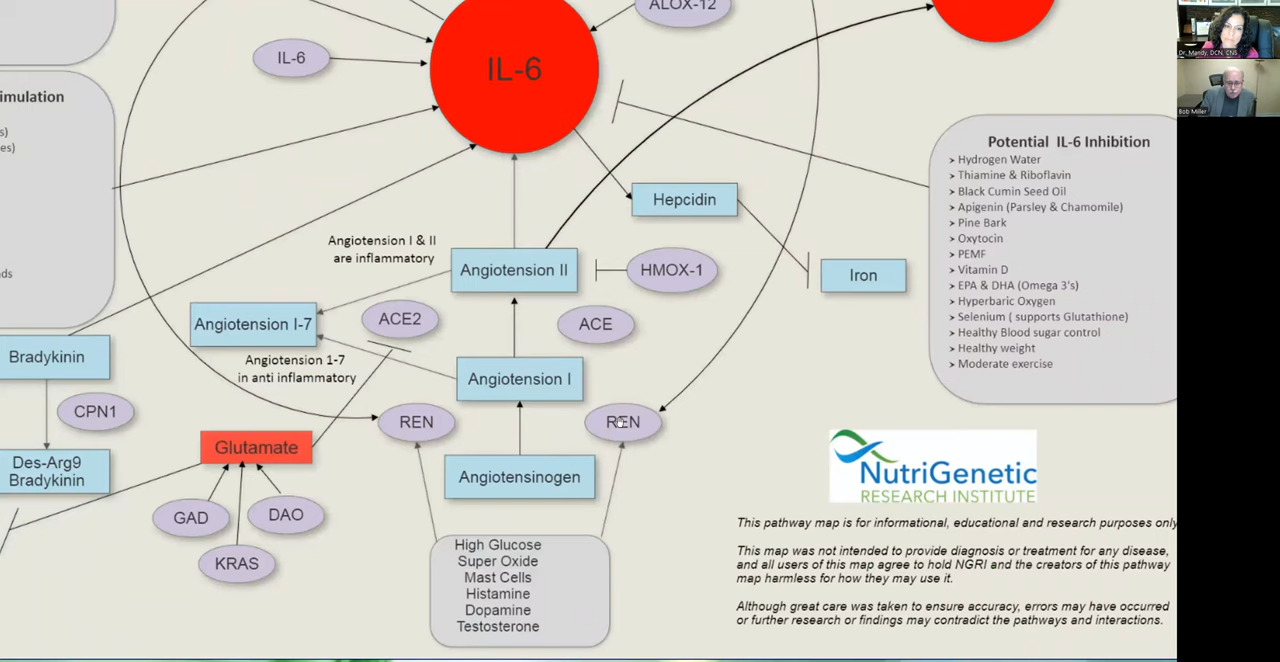 ALOX-12
IL-6
IL-6
imulation
s)
es)
ds
Dr. Mandy, DCN, CNS
Bob Miller
Potential IL-6 Inhibition
➤ Hydrogen Water
➤ Thiamine & Riboflavin
➤ Black Cumin Seed Oil
➤ Apigenin (Parsley & Chamomile)
➤ Pine Bark
➤ Oxytocin
➤ PEMF
➤ Vitamin D
➤ EPA & DHA (Omega 3's)
➤ Hyperbaric Oxygen
➤ Selenium ( supports Glutathione)
➤ Healthy Blood sugar control
➤ Healthy weight
➤ Moderate exercise
Hepcidin
Iron
Angiotension I & II
are inflammatory
Angiotension II
HMOX-1
Angiotension I-7
ACE2
ACE
Angiotension 1-7
in anti inflammatory
Angiotension I
Bradykinin
CPN1
Des-Arg9
Bradykinin
REN
REN
Glutamate
Angiotensinogen
GAD
DAO
KRAS
High Glucose
Super Oxide
Mast Cells
Histamine
Dopamine
Testosterone
NutriGenetic
RESEARCH INSTITUTE
This pathway map is for informational, educational and research purposes only
This map was not intended to provide diagnosis or treatment for any disease,
and all users of this map agree to hold NGRI and the creators of this pathway
map harmless for how they may use it.
Although great care was taken to ensure accuracy, errors may have occurred
or further research or findings may contradict the pathways and interactions.